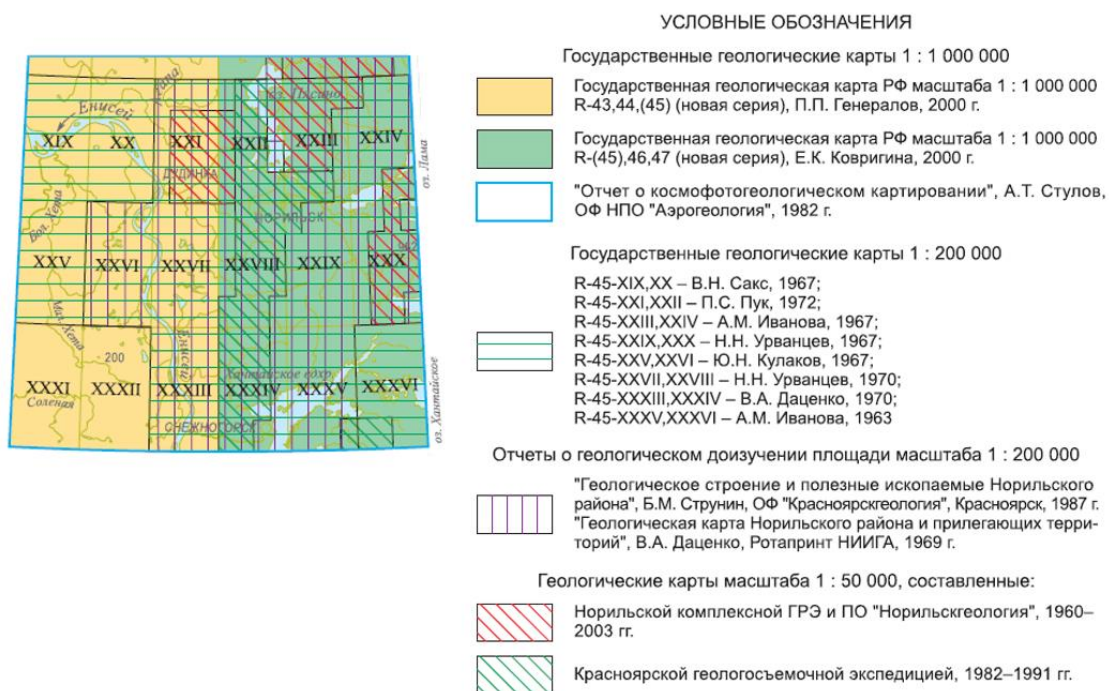 УСЛОВНЫЕ ОБОЗНАЧЕНИЯ
Государственные геологические карты 1 : 1 000 000
Государственная геологическая карта РФ масштаба 1 : 1 000 000
R-43,44,(45) (новая серия), П.П. Генералов, 2000 г.
Государственная геологическая карта РФ масштаба 1 : 1 000 000
R-(45),46,47 (новая серия), Е.К. Ковригина, 2000 г.
"Отчет о космофотогеологическом картировании", А.Т. Стулов,
ОФ НПО "Аэрогеология", 1982 г.
Государственные геологические карты 1 : 200 000
R-45-XIX,XX – В.Н. Сакс, 1967;
R-45-XXI,XXII – П.С. Пук, 1972;
R-45-XXIII,XXIV – А.М. Иванова, 1967;
R-45-XXIX,XXX – Н.Н. Урванцев, 1967;
R-45-XXV,XXVI – Ю.Н. Кулаков, 1967;
R-45-XXVII,XXVIII – Н.Н. Урванцев, 1970;
R-45-XXXIII,XXXIV – В.А. Даценко, 1970;
R-45-XXXV,XXXVI – А.М. Иванова, 1963
Отчеты о геологическом доизучении площади масштаба 1 : 200 000
"Геологическое строение и полезные ископаемые Норильского
района", Б.М. Струнин, ОФ "Красноярскгеология", Красноярск, 1987 г.
"Геологическая карта Норильского района и прилегающих терри-
торий", В.А. Даценко, Ротапринт НИИГА, 1969 г.
Геологические карты масштаба 1 : 50 000, составленные:
Норильской комплексной ГРЭ и ПО "Норильскгеология", 1960–
2003 гг.
Красноярской геологосъемочной экспедицией, 1982–1991 гг.
Енисей
оз. Пясино
XIX XX XXI XXII XXIII XXIV
оз. Лама
ДУДИНКА
Бол. Хета
НОРИЛЬСК
XXV XXVI XXVII XXVIII XXIX XXX
Мал. Хета
Енисей
200
Хантайское вдхр.
XXXI XXXII XXXIII XXXIV XXXV XXXVI
Соленая
СНЕЖНОГОРСК
оз. Хантайское